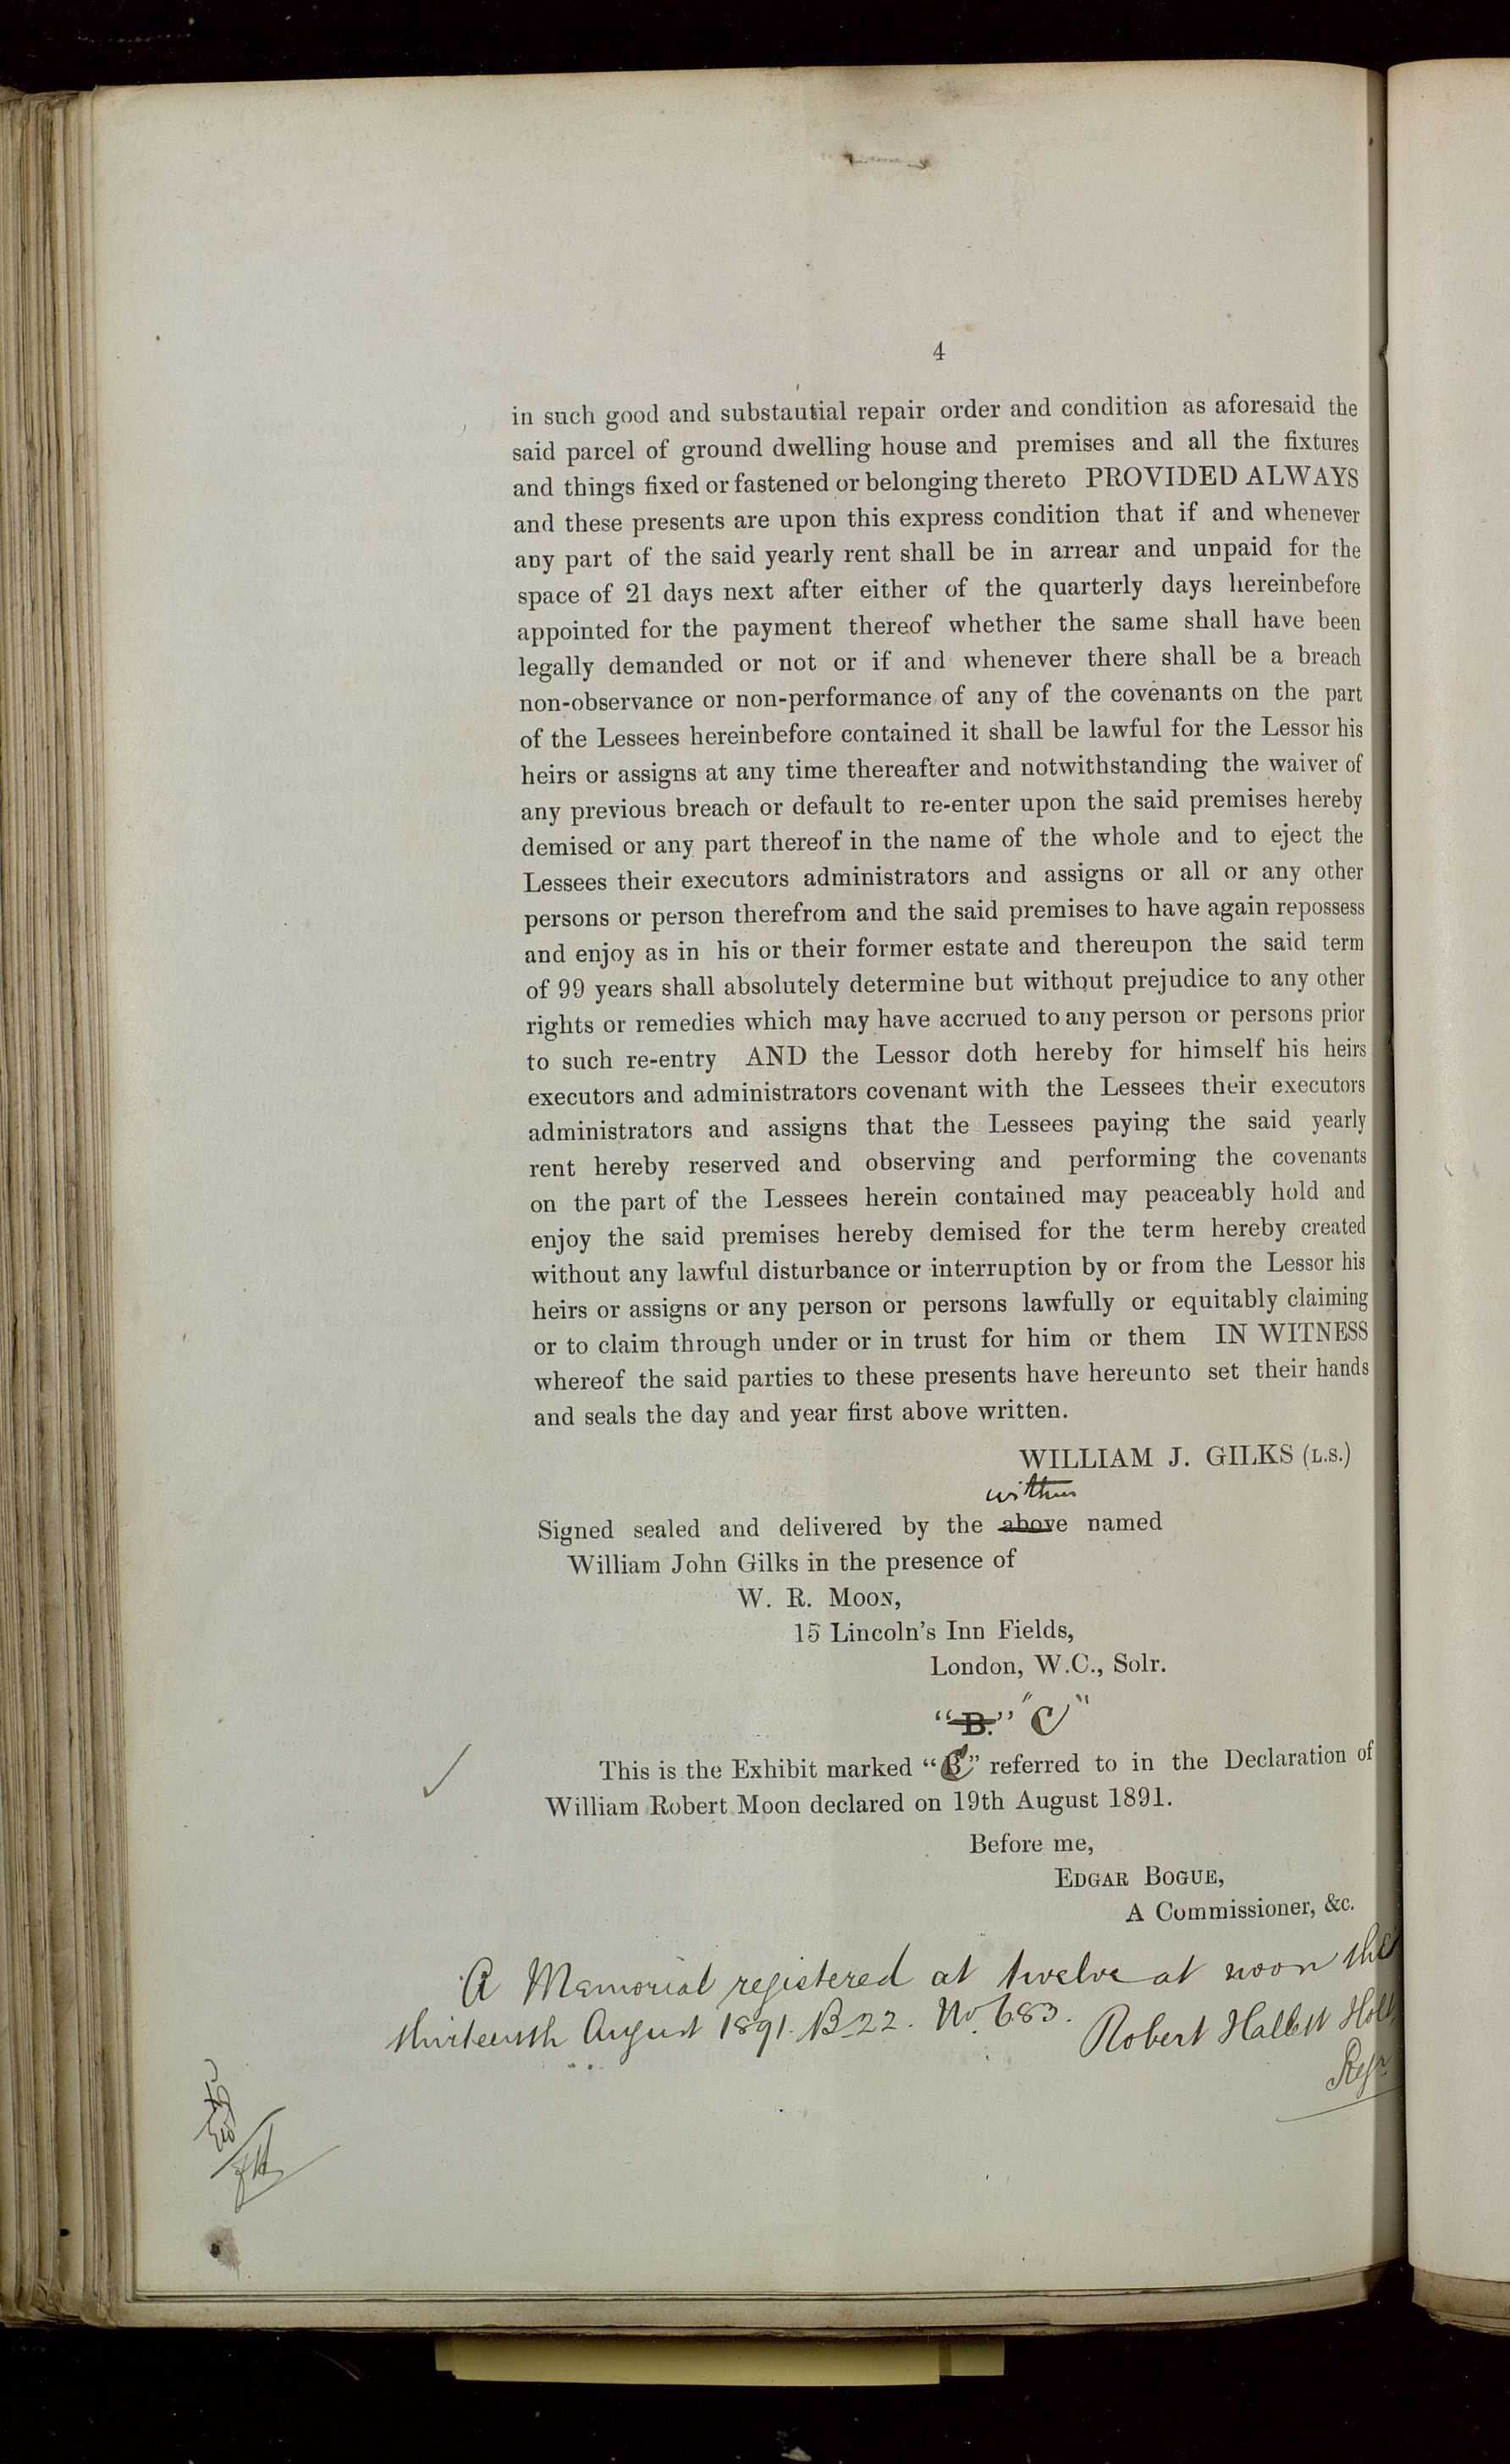 4
in such good and substautial repair order and condition as aforesaid the
said parcel of ground dwelling house and premises and all the fixtures
and things fixed or fastened or belonging thereto PROVIDED ALWAYS
and these presents are upon this express condition that if and whenever
any part of the said yearly rent shall be in arrear and unpaid for the
space of 21 days next after either of the quarterly days hereinbefore
appointed for the payment thereof whether the same shall have been
legally demanded or not or if and whenever there shall be a breach
non-observance or non-performance of any of the covenants on the part
of the Lessees hereinbefore contained it shall be lawful for the Lessor his
heirs or assigns at any time thereafter and notwithstanding the waiver of
any previous breach or default to re-enter upon the said premises hereby
demised or any part thereof in the name of the whole and to eject the
Lessees their executors administrators and assigns or all or any other
persons or person therefrom and the said premises to have again repossess
and enjoy as in his or their former estate and thereupon the said term
of 99 years shall absolutely determine but without prejudice to any other
rights or remedies which may have accrued to any person or persons prior
to such re-entry AND the Lessor doth hereby for himself his heirs
executors and administrators covenant with the Lessees their executors
administrators and assigns that the Lessees paying the said yearly
rent hereby reserved and observing and performing the covenants
on the part of the Lessees herein contained may peaceably hold and
enjoy the said premises hereby demised for the term hereby created
without any lawful disturbance or interruption by or from the Lessor his
heirs or assigns or any person or persons lawfully or equitably claiming
or to claim through under or in trust for him or them IN WITNESS
whereof the said parties to these presents have hereunto set their hands
and seals the day and year first above written.
WILLIAM J. GILKS (L.S.)
within
Signed sealed and delivered by the above named
William John Gilks in the presence of
W. R. MOON,
15 Lincoln's Inn Fields,
London, W.C., Solr.
"B." "C"
This is the Exhibit marked "C" referred to in the Declaration of
William Robert Moon declared on 19th August 1891.
Before me,
EDGAR BOGUE,
A Commissioner, &c.
A Memorial registered at twelve at noon the
thirteenth August 1891. B 22. No. 683. Robert Hallett Holt
Regr